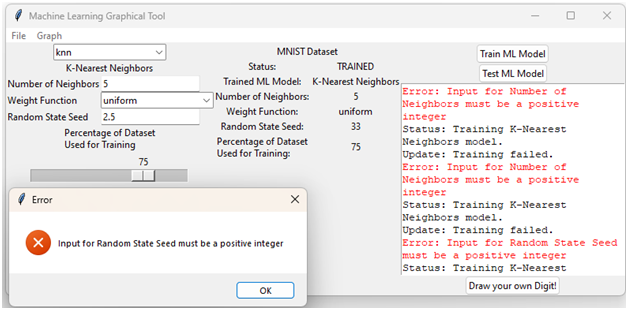 Machine Learning Graphical Tool
File Graph
knn
K-Nearest Neighbors
Number of Neighbors 5
Weight Function uniform
Random State Seed 2.5
Percentage of Dataset
Used for Training
75
MNIST Dataset
Status: TRAINED
Trained ML Model: K-Nearest Neighbors
Number of Neighbors: 5
Weight Function: uniform
Random State Seed: 33
Percentage of Dataset
Used for Training: 75
Train ML Model
Test ML Model
Error: Input for Number of
Neighbors must be a positive
integer
Status: Training K-Nearest
Neighbors model.
Update: Training failed.
Error: Input for Number of
Neighbors must be a positive
integer
Status: Training K-Nearest
Neighbors model.
Update: Training failed.
Error: Input for Random State Seed
must be a positive integer
Status: Training K-Nearest
Draw your own Digit!
Error
Input for Random State Seed must be a positive integer
OK